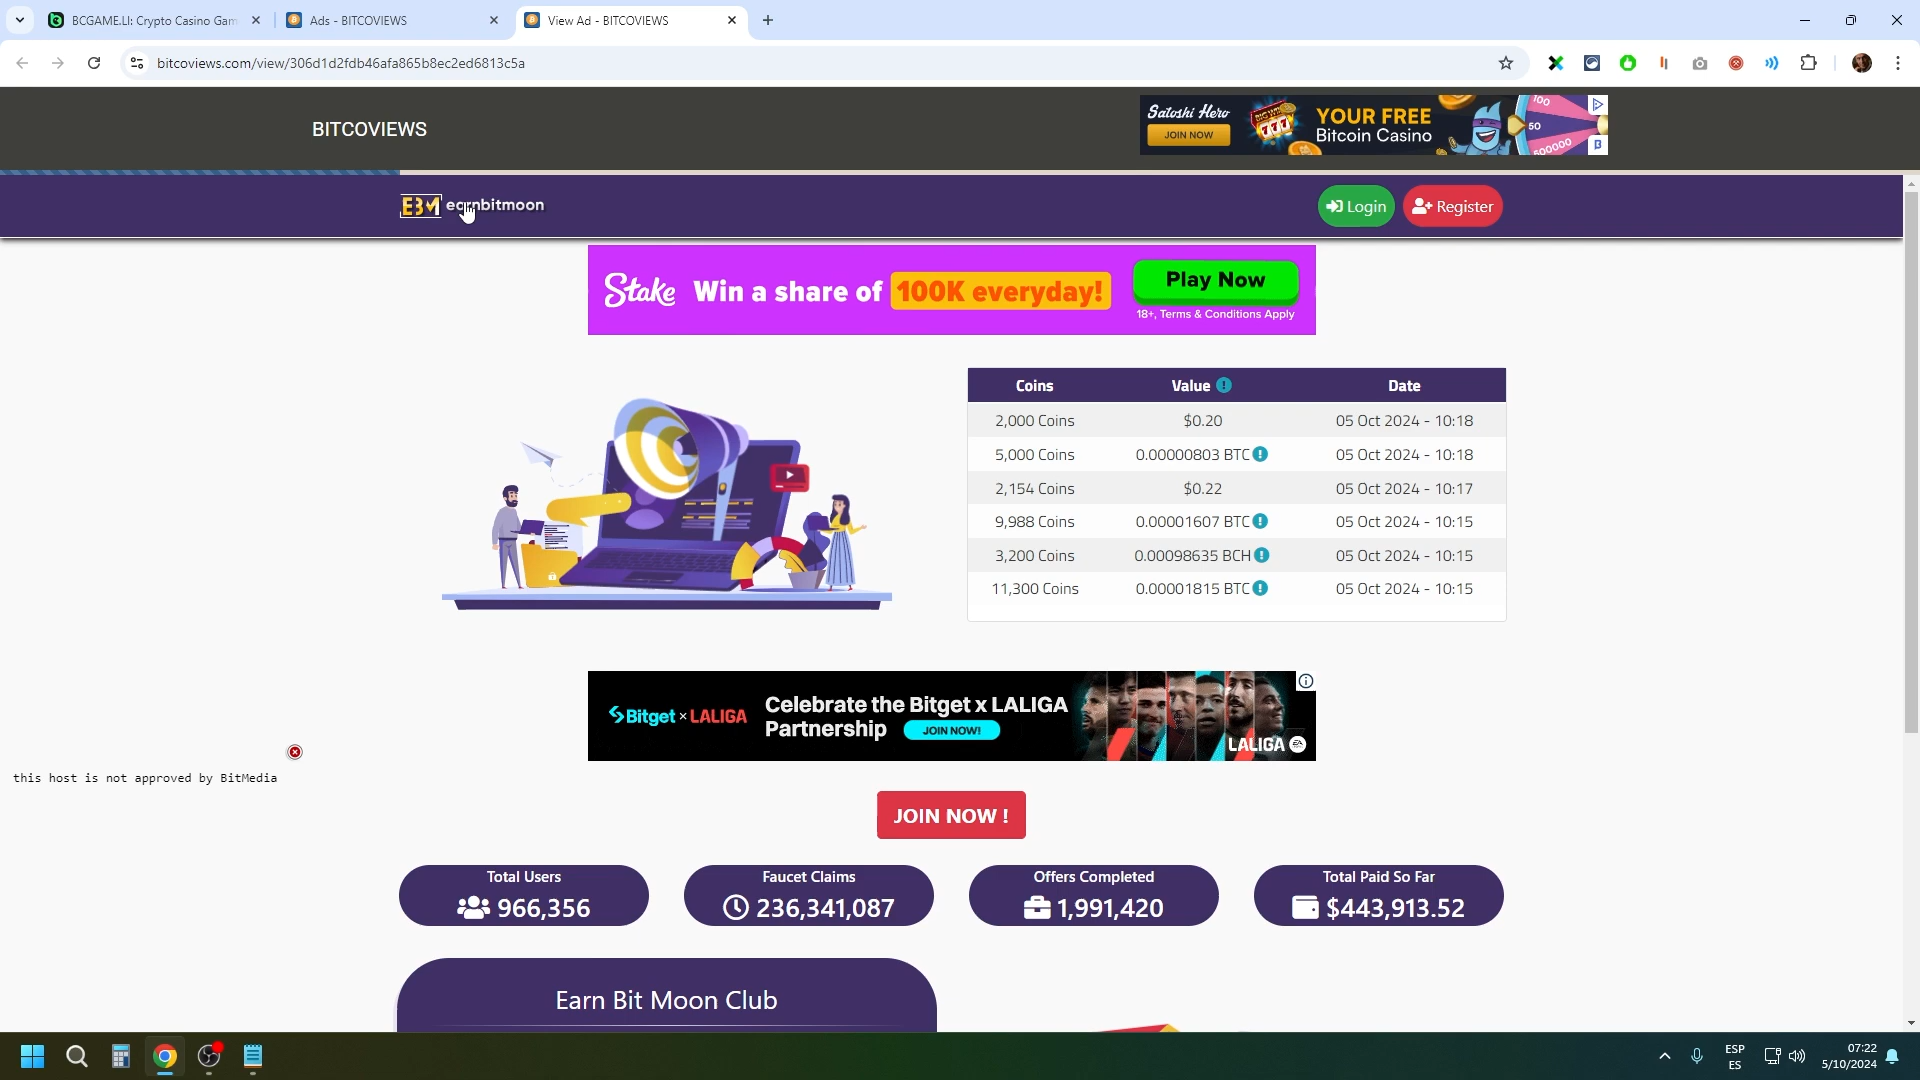 BCGAME.LI: Crypto Casino Gam
Ads - BITCOVIEWS
View Ad - BITCOVIEWS
bitcoviews.com/view/306d1d2fdb46afa865b8ec2ed6813c5a
BITCOVIEWS
Satoshi Hero
JOIN NOW
BIG WIN
777
YOUR FREE
Bitcoin Casino
100
50
500000
EBM earnbitmoon
Login
Register
Stake
Win a share of 100K everyday!
Play Now
18+, Terms & Conditions Apply
Coins Value Date
2,000 Coins $0.20 05 Oct 2024 - 10:18
5,000 Coins 0.00000803 BTC 05 Oct 2024 - 10:18
2,154 Coins $0.22 05 Oct 2024 - 10:17
9,988 Coins 0.00001607 BTC 05 Oct 2024 - 10:15
3,200 Coins 0.00098635 BCH 05 Oct 2024 - 10:15
11,300 Coins 0.00001815 BTC 05 Oct 2024 - 10:15
Bitget × LALIGA
Celebrate the Bitget x LALIGA
Partnership
JOIN NOW!
LALIGA
this host is not approved by BitMedia
JOIN NOW !
Total Users
966,356
Faucet Claims
236,341,087
Offers Completed
1,991,420
Total Paid So Far
$443,913.52
Earn Bit Moon Club
ESP
ES
07:22
5/10/2024